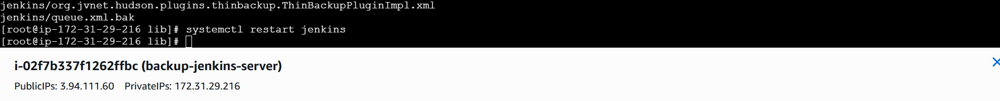 jenkins/org.jvnet.hudson.plugins.thinbackup.ThinBackupPluginImpl.xml
jenkins/queue.xml.bak
[root@ip-172-31-29-216 lib]# systemctl restart jenkins
[root@ip-172-31-29-216 lib]#
i-02f7b337f1262ffbc (backup-jenkins-server)
PublicIPs: 3.94.111.60 PrivateIPs: 172.31.29.216